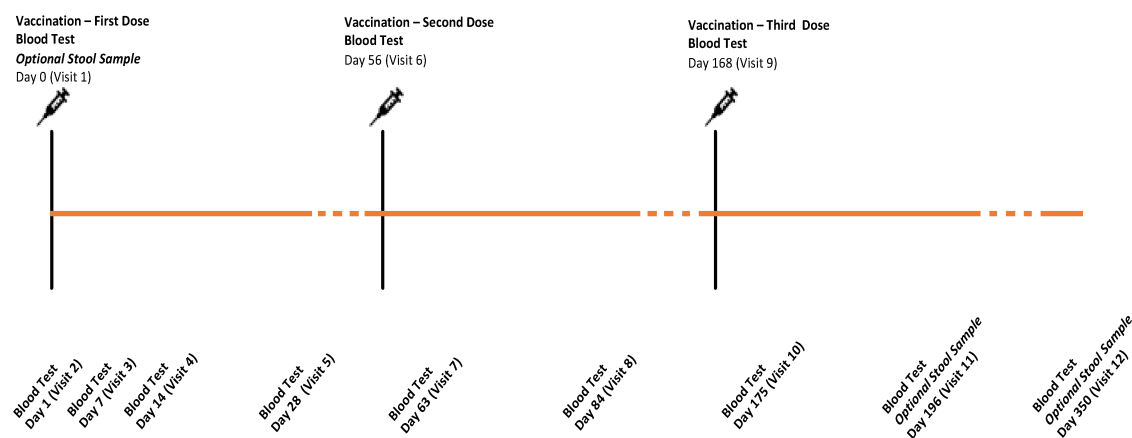 Vaccination – First Dose
Blood Test
Optional Stool Sample
Day 0 (Visit 1)
Vaccination – Second Dose
Blood Test
Day 56 (Visit 6)
Vaccination – Third Dose
Blood Test
Day 168 (Visit 9)
Blood Test
Day 1 (Visit 2)
Blood Test
Day 7 (Visit 3)
Blood Test
Day 14 (Visit 4)
Blood Test
Day 28 (Visit 5)
Blood Test
Day 63 (Visit 7)
Blood Test
Day 84 (Visit 8)
Blood Test
Day 175 (Visit 10)
Blood Test
Optional Stool Sample
Day 196 (Visit 11)
Blood Test
Optional Stool Sample
Day 350 (Visit 12)